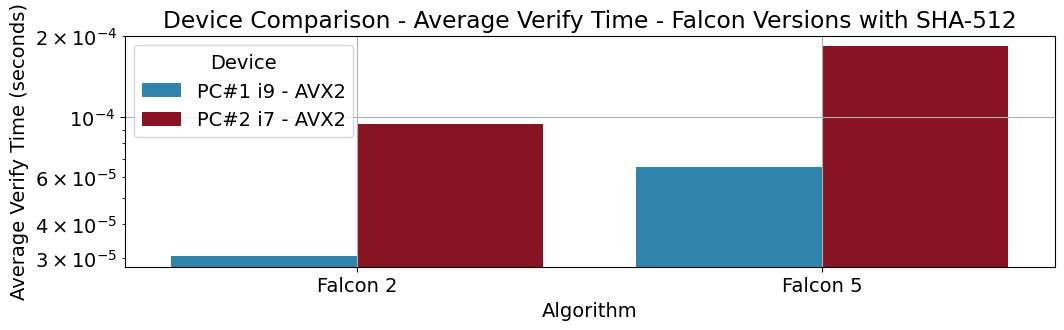 Device Comparison - Average Verify Time - Falcon Versions with SHA-512
Average Verify Time (seconds)
2 × 10⁻⁴
10⁻⁴
6 × 10⁻⁵
4 × 10⁻⁵
3 × 10⁻⁵
Device
PC#1 i9 - AVX2
PC#2 i7 - AVX2
Falcon 2
Falcon 5
Algorithm